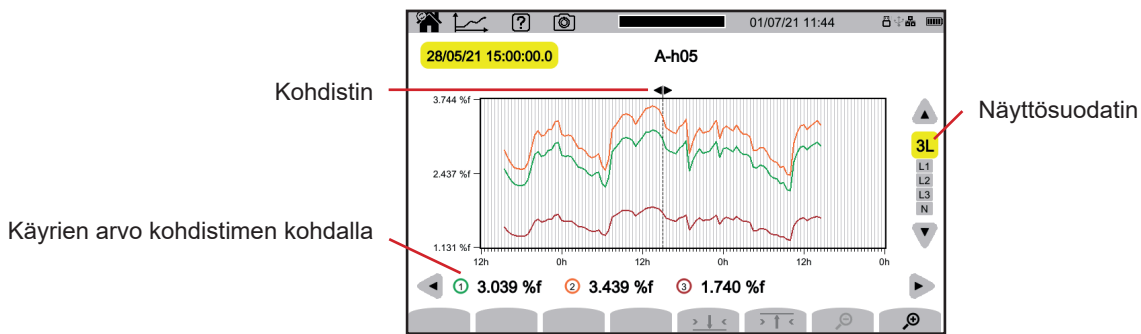 ? 01/07/21 11:44
28/05/21 15:00:00.0 A-h05
Kohdistin
3.744 %f
Näyttösuodatin
3L
L1
2.437 %f
L2
L3
N
Käyrien arvo kohdistimen kohdalla
1.131 %f
12h 0h 12h 0h 12h 0h
1 3.039 %f 2 3.439 %f 3 1.740 %f